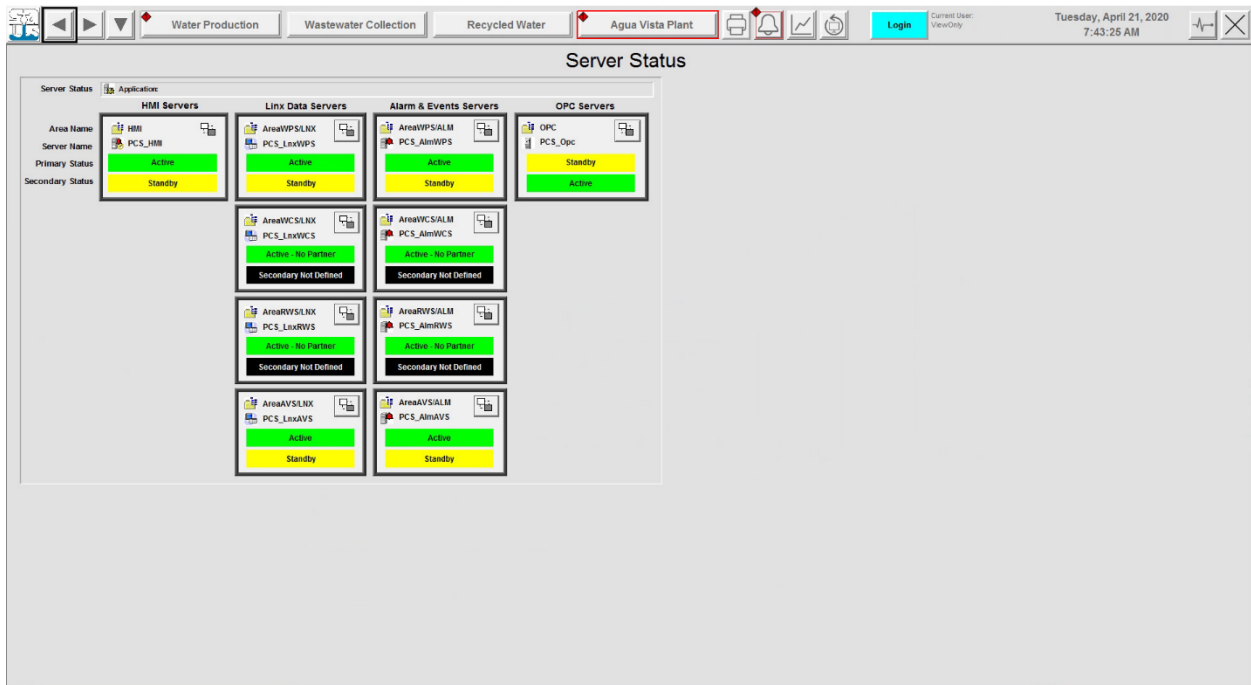 Water Production
Wastewater Collection
Recycled Water
Agua Vista Plant
Login
Current User:
ViewOnly
Tuesday, April 21, 2020
7:43:25 AM
Server Status
Server Status
Application:
HMI Servers
Linx Data Servers
Alarm & Events Servers
OPC Servers
Area Name
Server Name
Primary Status
Secondary Status
HMI
PCS_HMI
Active
Standby
AreaWPS/LNX
PCS_LnxWPS
Active
Standby
AreaWPS/ALM
PCS_AlmWPS
Active
Standby
OPC
PCS_Opc
Standby
Active
AreaWCS/LNX
PCS_LnxWCS
Active - No Partner
Secondary Not Defined
AreaWCS/ALM
PCS_AlmWCS
Active - No Partner
Secondary Not Defined
AreaRWS/LNX
PCS_LnxRWS
Active - No Partner
Secondary Not Defined
AreaRWS/ALM
PCS_AlmRWS
Active - No Partner
Secondary Not Defined
AreaAVS/LNX
PCS_LnxAVS
Active
Standby
AreaAVS/ALM
PCS_AlmAVS
Active
Standby